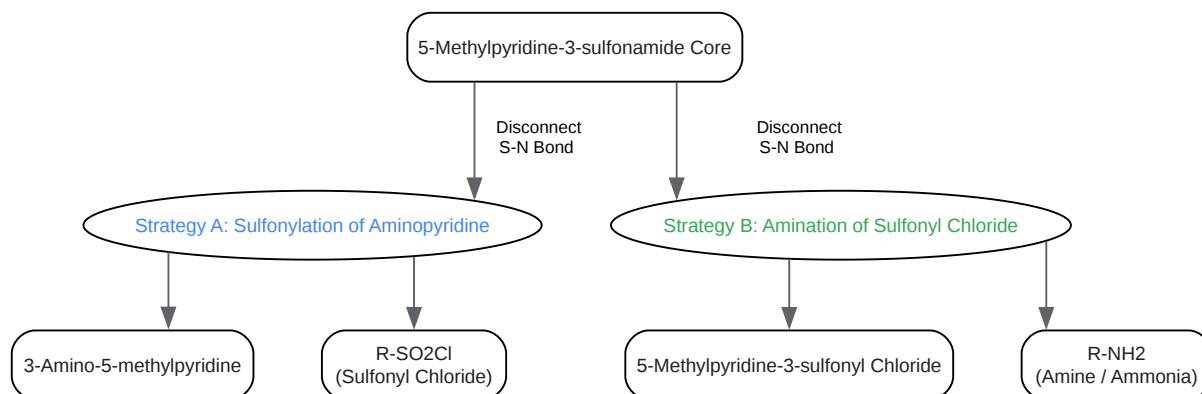 5-Methylpyridine-3-sulfonamide Core
Disconnect
S-N Bond
Disconnect
S-N Bond
Strategy A: Sulfonylation of Aminopyridine
Strategy B: Amination of Sulfonyl Chloride
3-Amino-5-methylpyridine
R-SO2Cl
(Sulfonyl Chloride)
5-Methylpyridine-3-sulfonyl Chloride
R-NH2
(Amine / Ammonia)